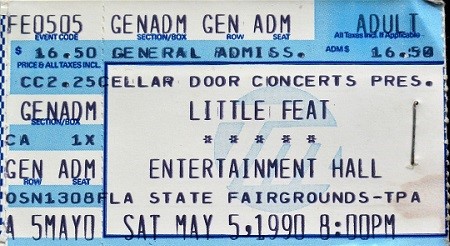 FE0505 GENADM GEN ADM ADULT
EVENT CODE SECTION/BOX ROW SEAT All Taxes Incl. If Applicable
$ 16.50 GENERAL ADMISS. ADM$ 16.50
PRICE & ALL TAXES INCL
CC2.25 CELLAR DOOR CONCERTS PRES.
GENADM LITTLE FEAT
SECTION/BOX
CA 1X * * * * *
GEN ADM ENTERTAINMENT HALL
ROW SEAT
OSN1308 FLA STATE FAIRGROUNDS-TPA
A 5MAYO SAT MAY 5,1990 8:00PM